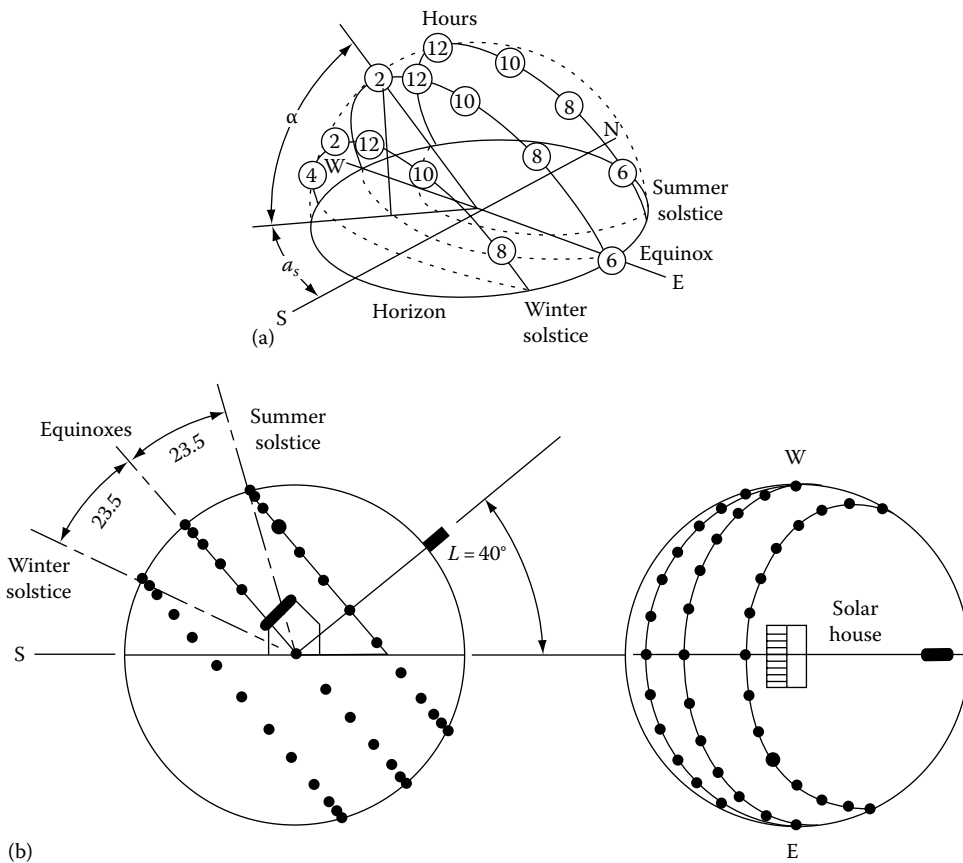 Hours
12
10
2
12
10
8
α
N
2
12
W
8
6
4
10
Summer
solstice
8
6
Equinox
a_s
E
S
Horizon
Winter
solstice
(a)
Equinoxes
Summer
solstice
23.5
23.5
W
L = 40°
Winter
solstice
Solar
house
S
(b)
E